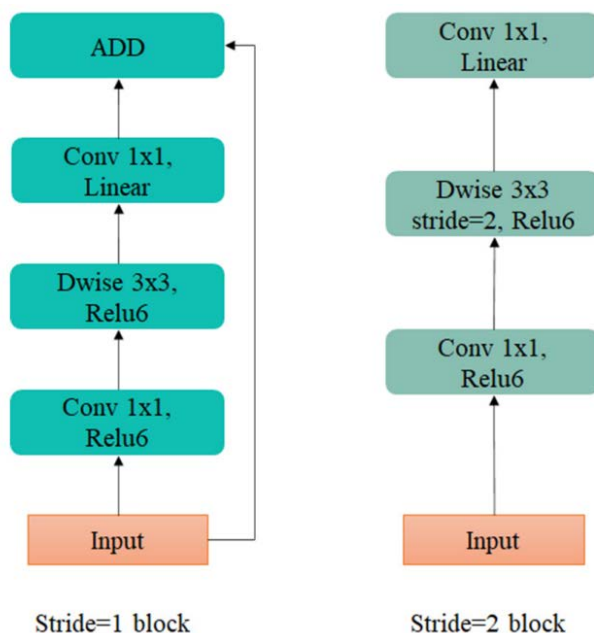 ADD
Conv 1x1,
Linear
Dwise 3x3,
Relu6
Conv 1x1,
Relu6
Input
Stride=1 block
Conv 1x1,
Linear
Dwise 3x3
stride=2, Relu6
Conv 1x1,
Relu6
Input
Stride=2 block